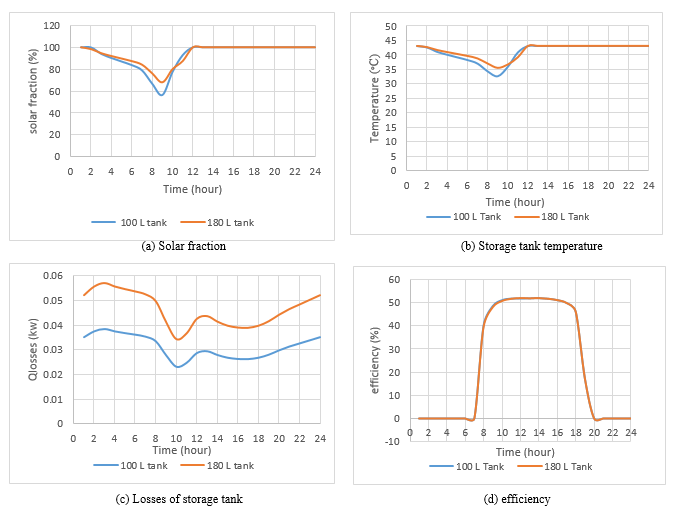 120
100
80
60
40
20
0
solar fraction (%)
0 2 4 6 8 10 12 14 16 18 20 22 24
Time (hour)
100 L tank 180 L tank
(a) Solar fraction
50
45
40
35
30
25
20
15
10
5
0
Temperature (°C)
0 2 4 6 8 10 12 14 16 18 20 22 24
Time (hour)
100 L Tank 180 L Tank
(b) Storage tank temperature
0.06
0.05
0.04
0.03
0.02
0.01
0
Qlosses (kw)
0 2 4 6 8 10 12 14 16 18 20 22 24
Time (hour)
100 L tank 180 L tank
(c) Losses of storage tank
60
50
40
30
20
10
0
-10
efficiency (%)
0 2 4 6 8 10 12 14 16 18 20 22 24
Time (hour)
100 L Tank 180 L Tank
(d) efficiency